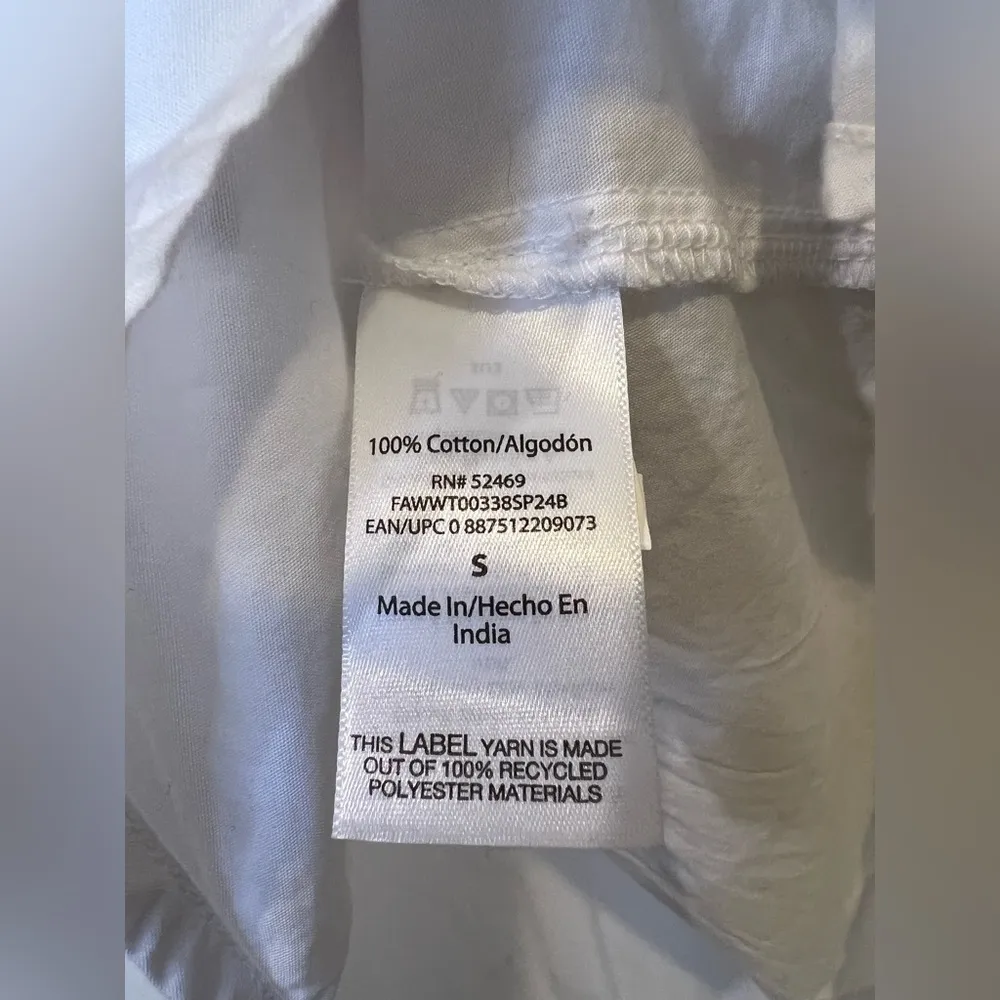 100% Cotton/Algodón
RN# 52469
FAWWT00338SP24B
EAN/UPC 0 887512209073
S
Made In/Hecho En
India
THIS LABEL YARN IS MADE
OUT OF 100% RECYCLED
POLYESTER MATERIALS